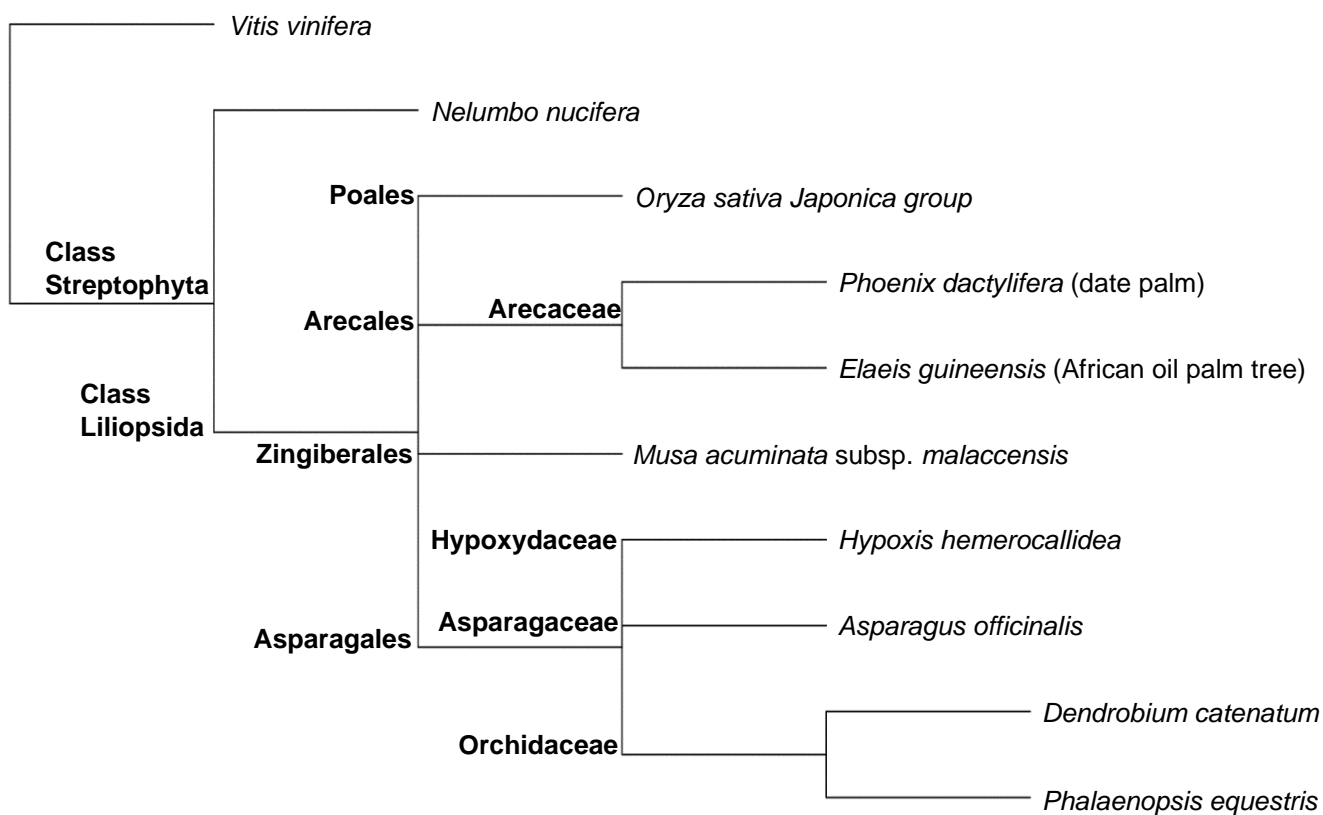 Vitis vinifera
Nelumbo nucifera
Poales
Oryza sativa Japonica group
Class
Streptophyta
Phoenix dactylifera (date palm)
Arecaceae
Arecales
Elaeis guineensis (African oil palm tree)
Class
Liliopsida
Zingiberales
Musa acuminata subsp. malaccensis
Hypoxydaceae
Hypoxis hemerocallidea
Asparagaceae
Asparagus officinalis
Asparagales
Dendrobium catenatum
Orchidaceae
Phalaenopsis equestris